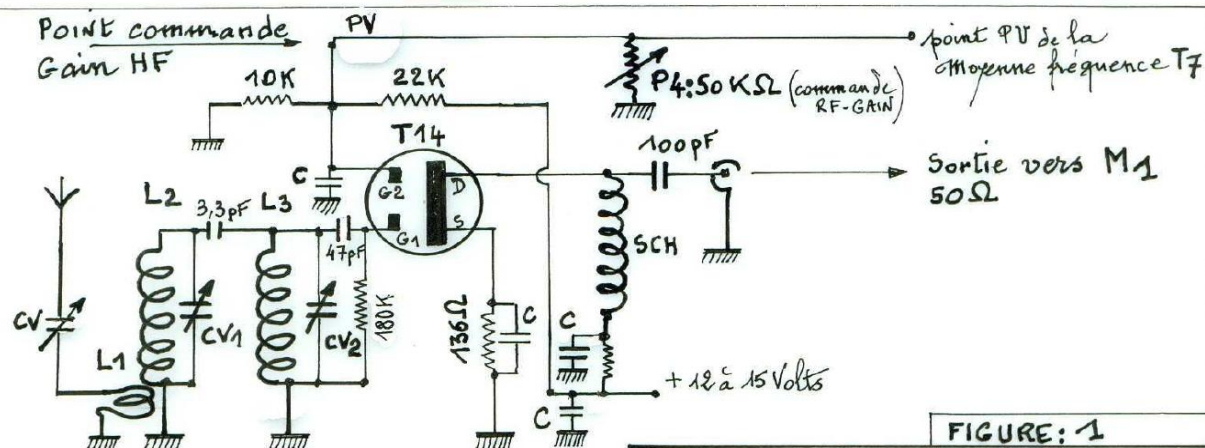 POINT commande
Gain HF
PV
point PV de la
moyenne fréquence T7
10K
22K
P4:50KΩ (commande
RF-GAIN)
T14
100pF
Sortie vers M1
50Ω
C
G2
D
L2
3,3pF
L3
47pF
G1
S
SCH
CV
CV1
CV2
180K
136Ω
C
C
L1
+12 à 15 Volts
C
FIGURE: 1